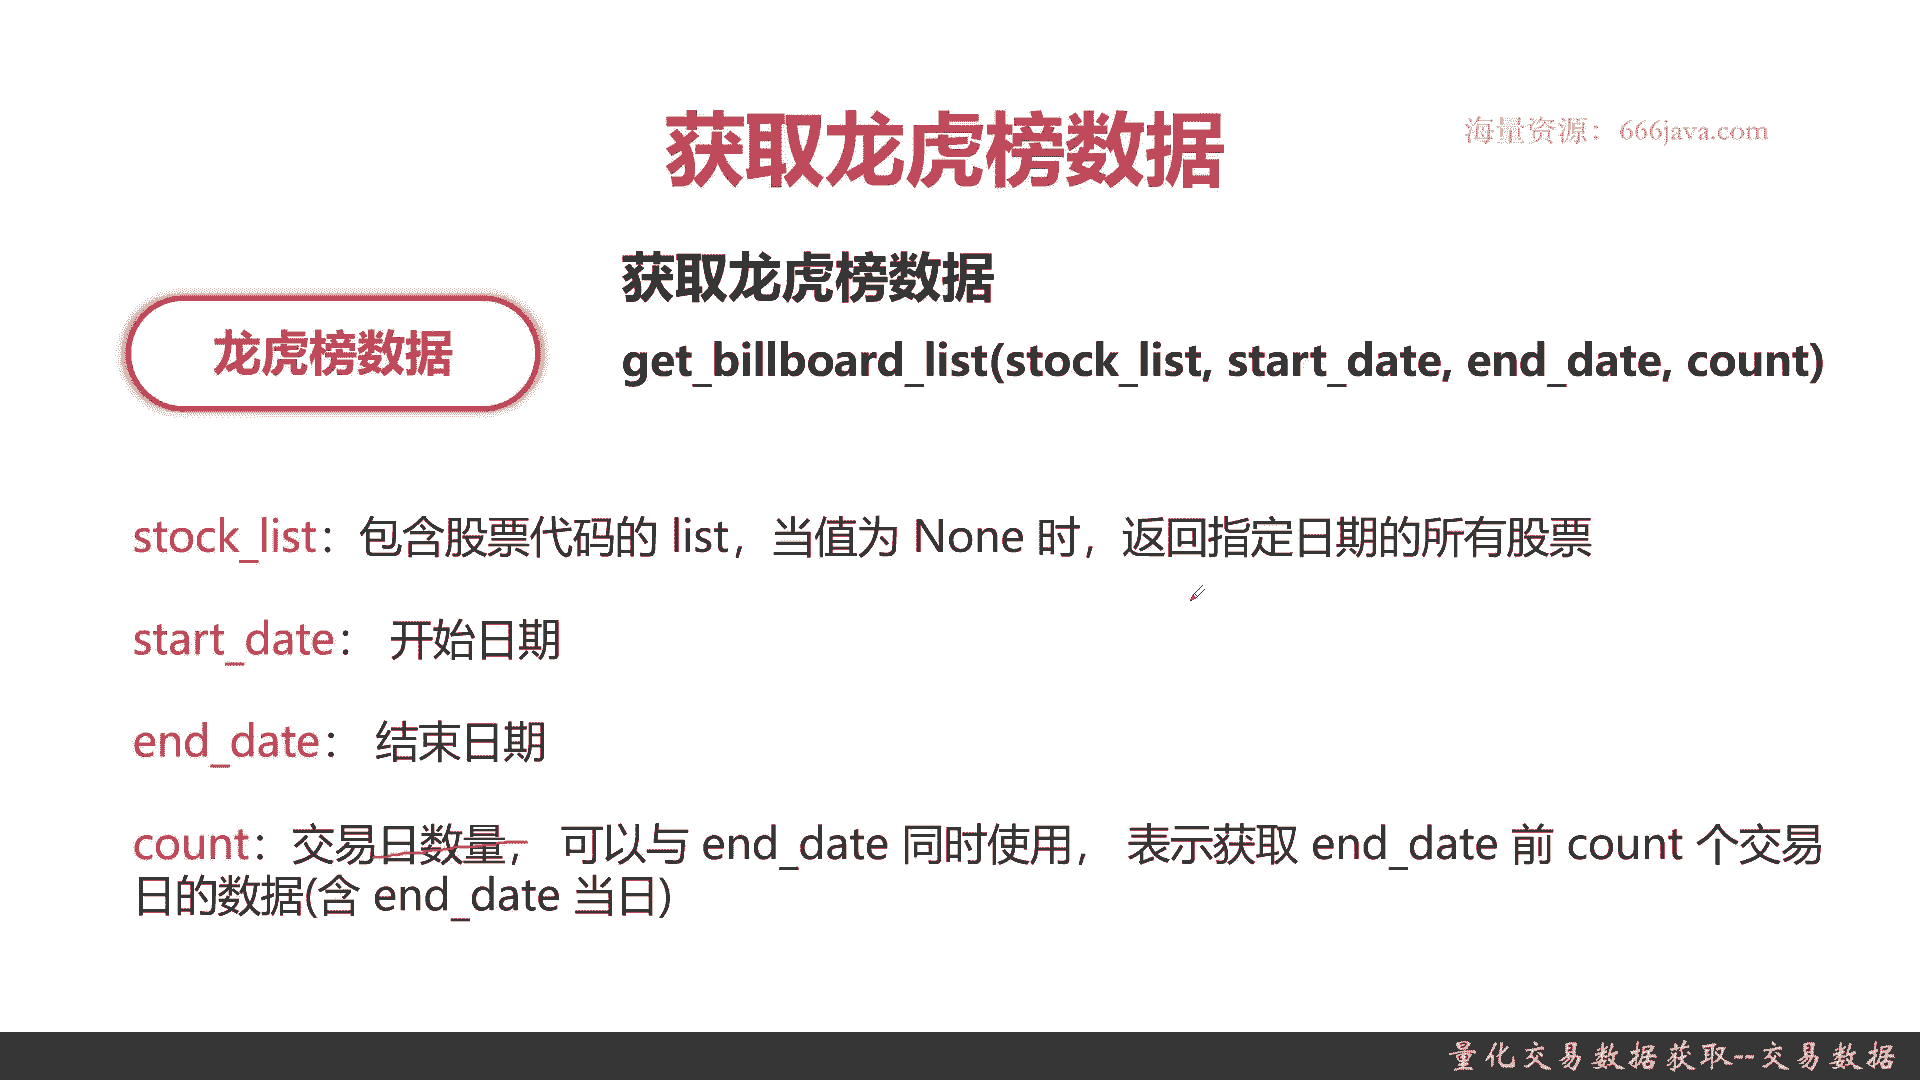 获取龙虎榜数据
海量资源：666java.com
获取龙虎榜数据
龙虎榜数据
get_billboard_list(stock_list, start_date, end_date, count)
stock_list：包含股票代码的 list，当值为 None 时，返回指定日期的所有股票
start_date： 开始日期
end_date： 结束日期
count：交易日数量， 可以与 end_date 同时使用， 表示获取 end_date 前 count 个交易
日的数据(含 end_date 当日)
量化交易数据获取--交易数据